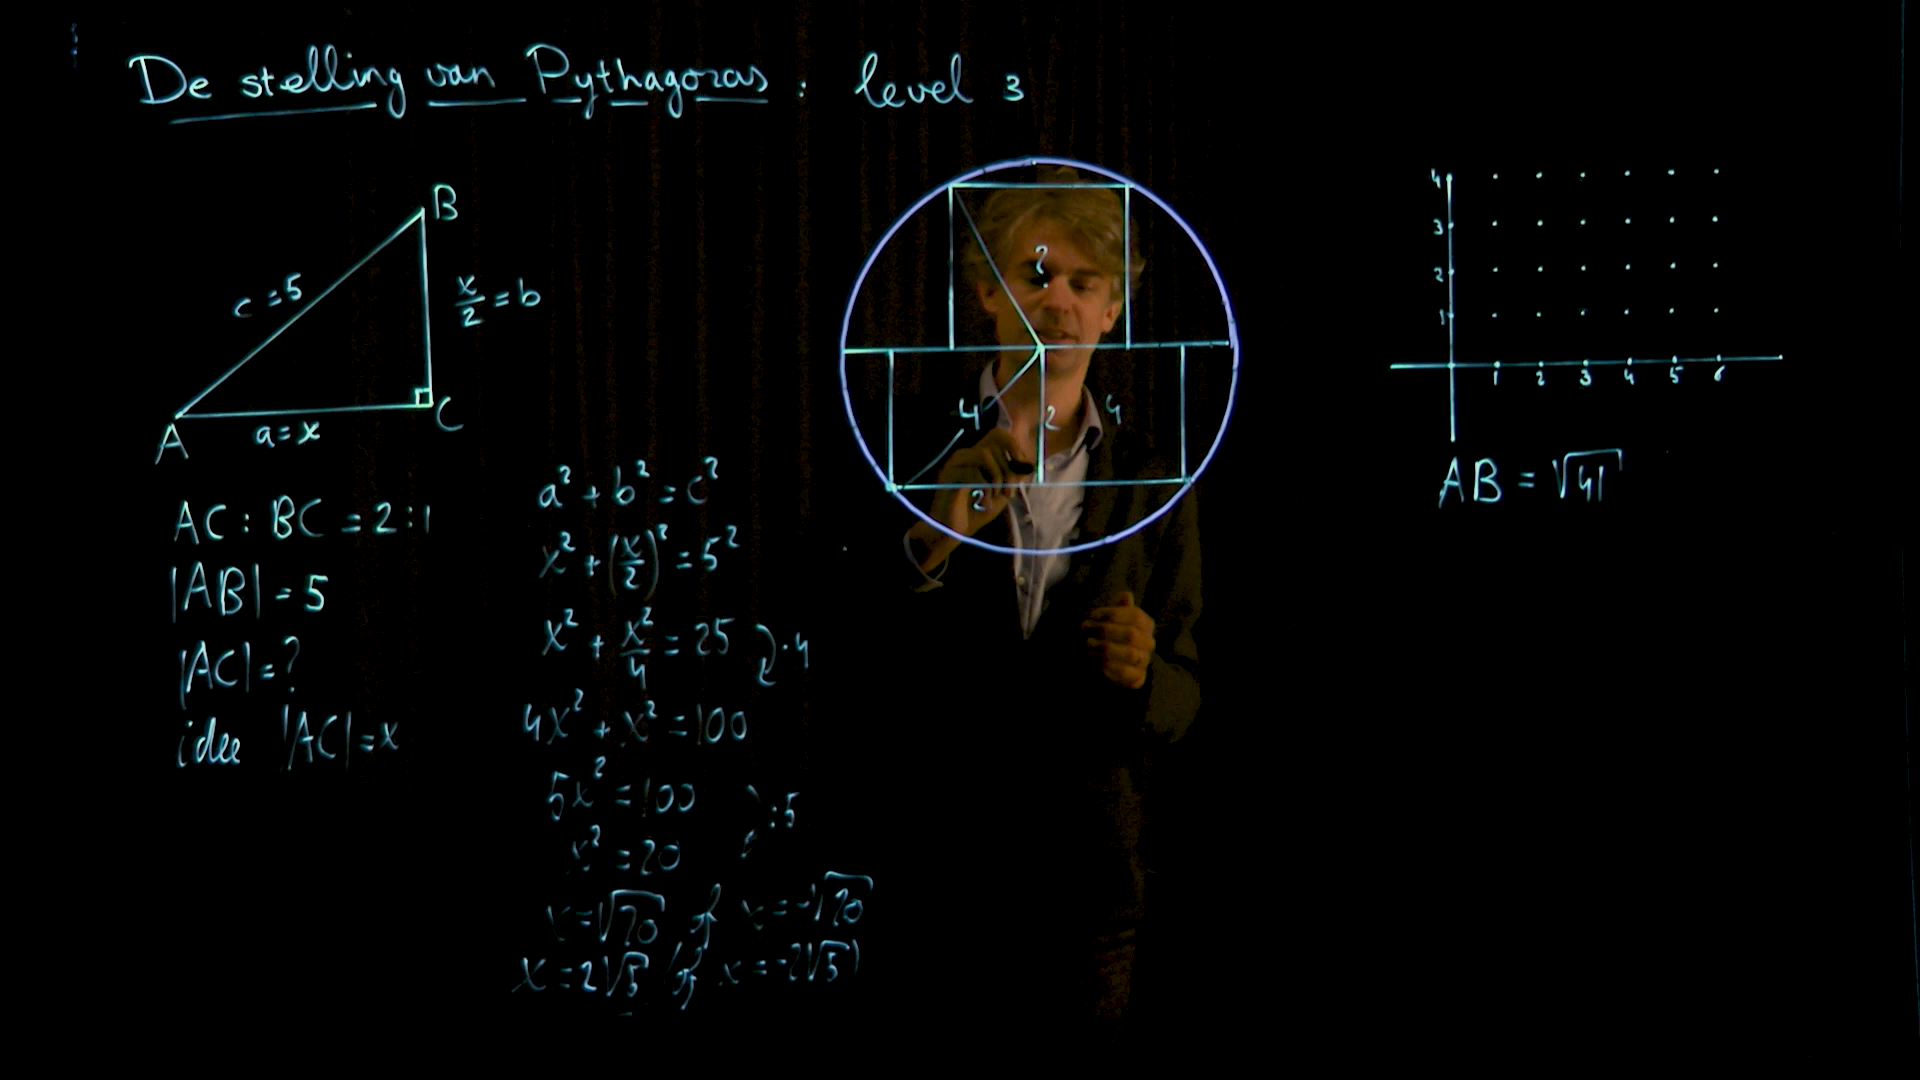 De stelling van Pythagoras : level 3
B
c = 5
x/2 = b
A
a = x
C
AC : BC = 2 : 1
|AB| = 5
|AC| = ?
idee |AC| = x
a² + b² = c²
x² + (x/2)² = 5²
x² + x²/4 = 25 ) · 4
4x² + x² = 100
5x² = 100
x² = 20 ) : 5
x = √20 of x = -√20
x = 2√5 (of x = -2√5)
?
4 2 4
2
4
3
2
1
1 2 3 4 5 6
AB = √41